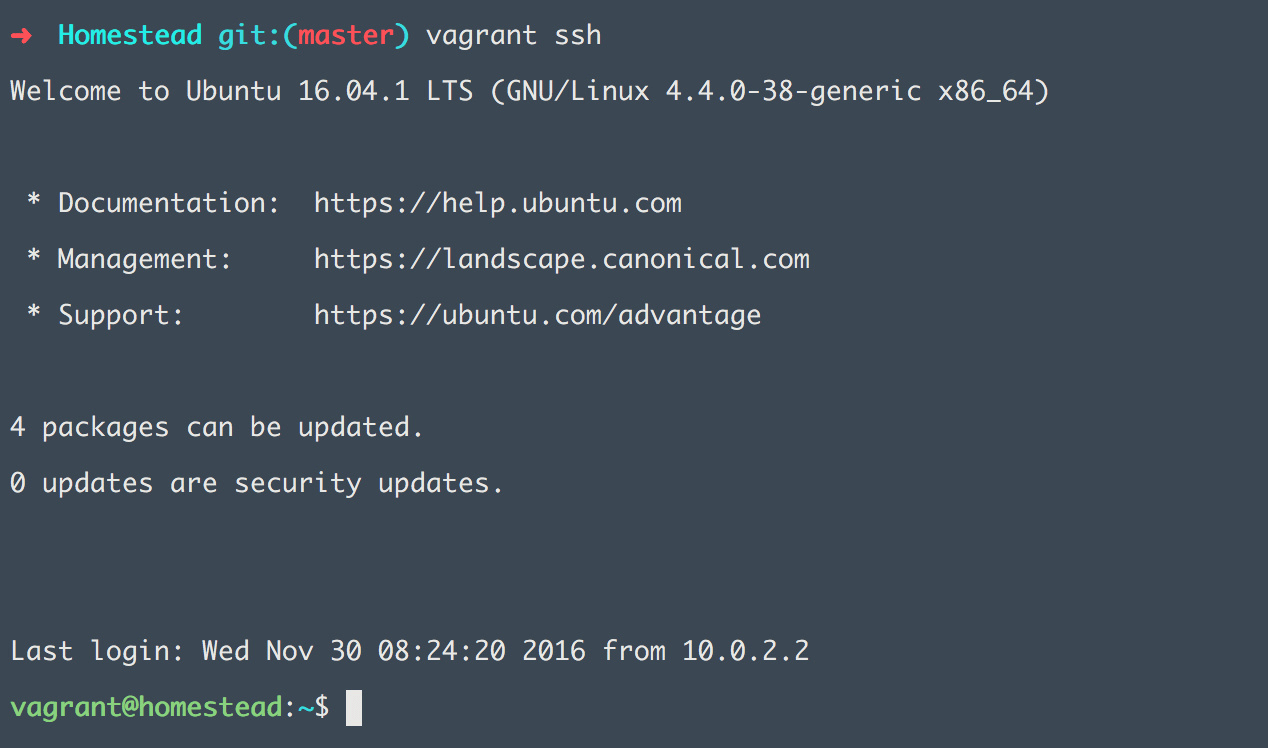 ➜  Homestead git:(master) vagrant ssh
Welcome to Ubuntu 16.04.1 LTS (GNU/Linux 4.4.0-38-generic x86_64)
 * Documentation:  https://help.ubuntu.com
 * Management:     https://landscape.canonical.com
 * Support:        https://ubuntu.com/advantage
4 packages can be updated.
0 updates are security updates.
Last login: Wed Nov 30 08:24:20 2016 from 10.0.2.2
vagrant@homestead:~$